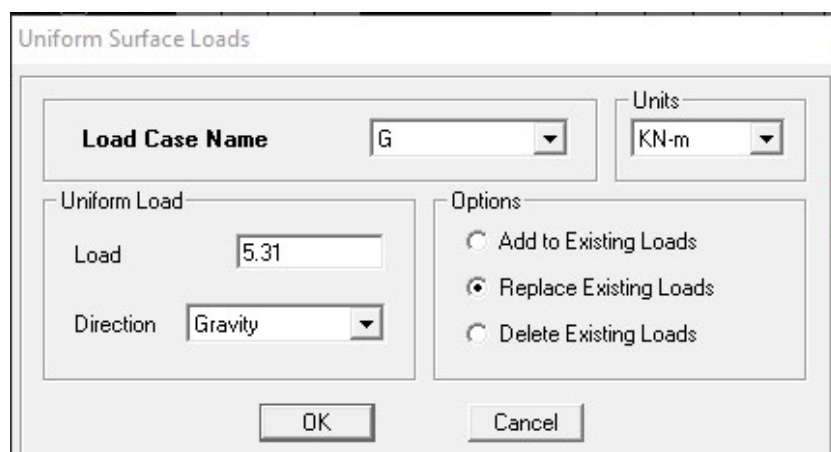 Uniform Surface Loads
Load Case Name
G
Units
KN-m
Uniform Load
Load
5.31
Direction
Gravity
Options
Add to Existing Loads
Replace Existing Loads
Delete Existing Loads
OK
Cancel